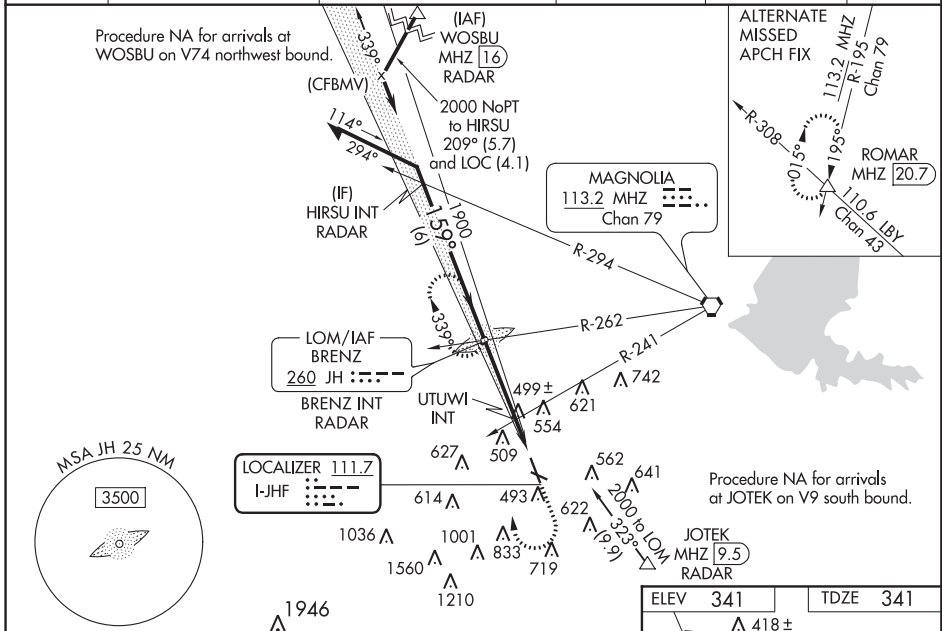 Procedure NA for arrivals at
WOSBU on V74 northwest bound.
339°
(IAF)
WOSBU
MHZ 16
RADAR
(CFBMV)
2000 NoPT
to HIRSU
209° (5.7)
and LOC (4.1)
114°
294°
(IF)
HIRSU INT
RADAR
159°
(6)
1900
MAGNOLIA
113.2 MHZ
Chan 79
R-294
R-262
R-241
339°
LOM/IAF
BRENZ
260 JH
BRENZ INT
RADAR
UTUWI
INT
499±
554
621
742
509
627
LOCALIZER 111.7
I-JHF
614
493
562
641
622
2000 to LOM
323°
(9.9)
Procedure NA for arrivals
at JOTEK on V9 south bound.
JOTEK
MHZ 9.5
RADAR
1036
1001
833
719
1560
1210
1946
MSA JH 25 NM
3500
ALTERNATE
MISSED
APCH FIX
113.2 MHZ
R-195
Chan 79
R-308
015°
195°
ROMAR
MHZ 20.7
110.6 LBY
Chan 43
ELEV 341
TDZE 341
418±